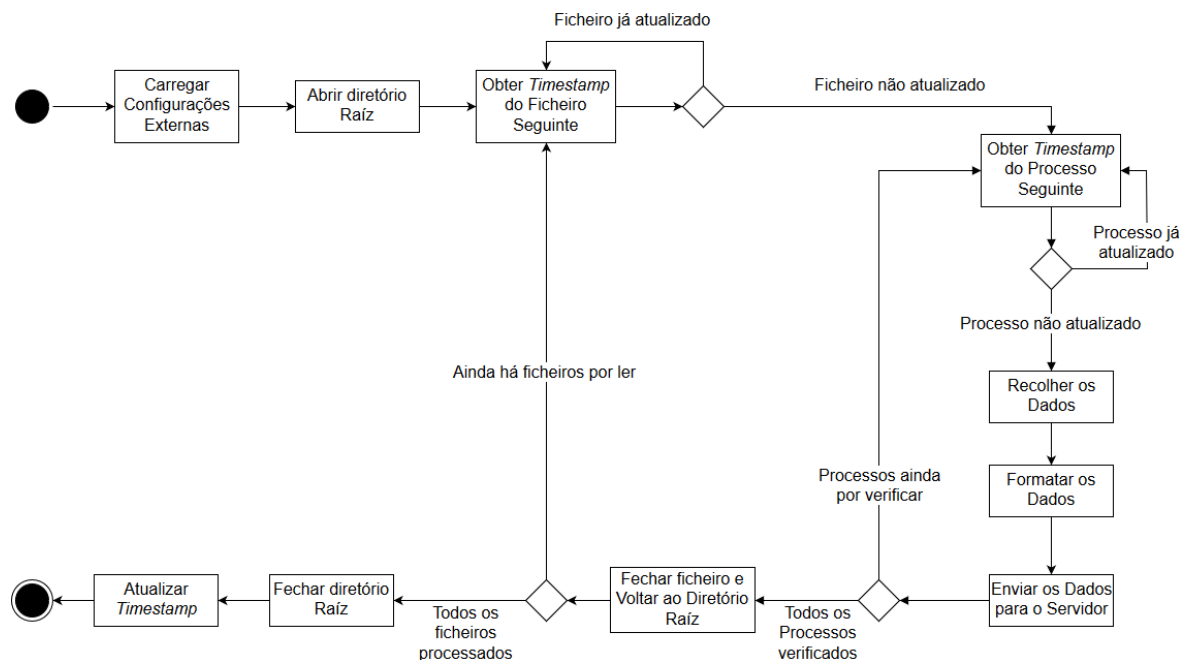 Ficheiro já atualizado
Carregar
Configurações
Externas
Abrir diretório
Raíz
Obter Timestamp
do Ficheiro
Seguinte
Ficheiro não atualizado
Obter Timestamp
do Processo
Seguinte
Processo já
atualizado
Processo não atualizado
Recolher os
Dados
Formatar os
Dados
Enviar os Dados
para o Servidor
Processos ainda
por verificar
Todos os
Processos
verificados
Fechar ficheiro e
Voltar ao Diretório
Raíz
Ainda há ficheiros por ler
Todos os
ficheiros
processados
Fechar diretório
Raíz
Atualizar
Timestamp